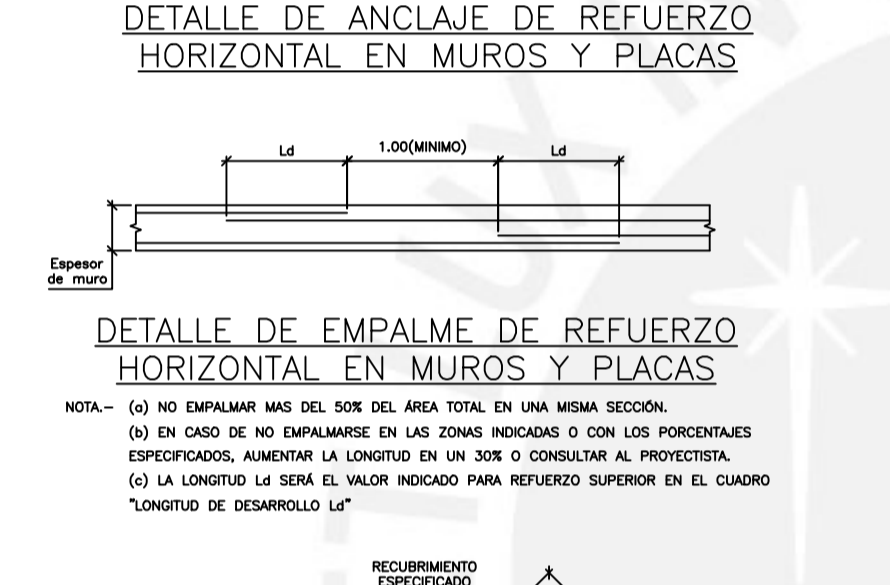 DETALLE DE ANCLAJE DE REFUERZO
HORIZONTAL EN MUROS Y PLACAS
Ld
1.00(MINIMO)
Ld
Espesor
de muro
DETALLE DE EMPALME DE REFUERZO
HORIZONTAL EN MUROS Y PLACAS
NOTA.– (a) NO EMPALMAR MAS DEL 50% DEL ÁREA TOTAL EN UNA MISMA SECCIÓN.
(b) EN CASO DE NO EMPALMARSE EN LAS ZONAS INDICADAS O CON LOS PORCENTAJES
ESPECIFICADOS, AUMENTAR LA LONGITUD EN UN 30% O CONSULTAR AL PROYECTISTA.
(c) LA LONGITUD Ld SERÁ EL VALOR INDICADO PARA REFUERZO SUPERIOR EN EL CUADRO
"LONGITUD DE DESARROLLO Ld"
RECUBRIMIENTO
ESPECIFICADO